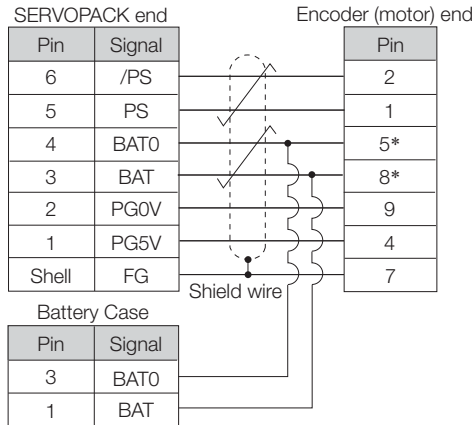 SERVOPACK end Encoder (motor) end
Pin Signal Pin
6 /PS 2
5 PS 1
4 BAT0 5*
3 BAT 8*
2 PG0V 9
1 PG5V 4
Shell FG 7
Shield wire
Battery Case
Pin Signal
3 BAT0
1 BAT